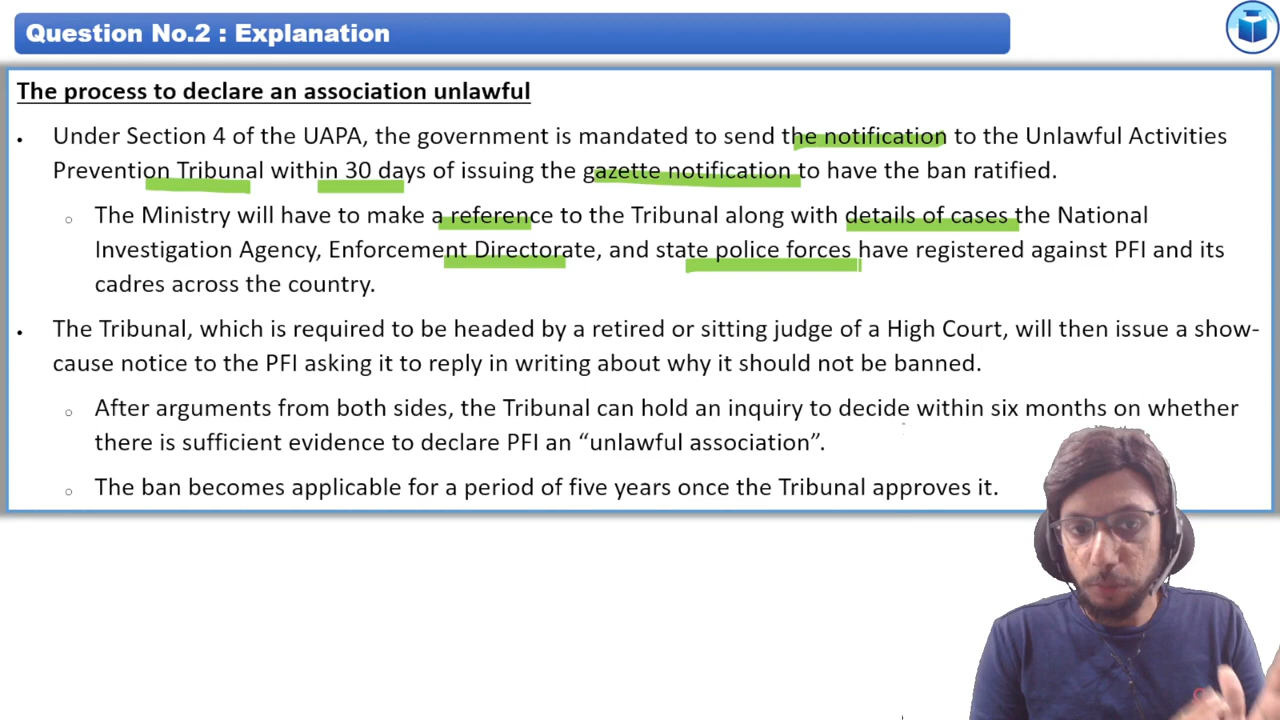 Question No.2 : Explanation
The process to declare an association unlawful
• Under Section 4 of the UAPA, the government is mandated to send the notification to the Unlawful Activities
Prevention Tribunal within 30 days of issuing the gazette notification to have the ban ratified.
○ The Ministry will have to make a reference to the Tribunal along with details of cases the National
Investigation Agency, Enforcement Directorate, and state police forces have registered against PFI and its
cadres across the country.
• The Tribunal, which is required to be headed by a retired or sitting judge of a High Court, will then issue a show-
cause notice to the PFI asking it to reply in writing about why it should not be banned.
○ After arguments from both sides, the Tribunal can hold an inquiry to decide within six months on whether
there is sufficient evidence to declare PFI an “unlawful association”.
○ The ban becomes applicable for a period of five years once the Tribunal approves it.